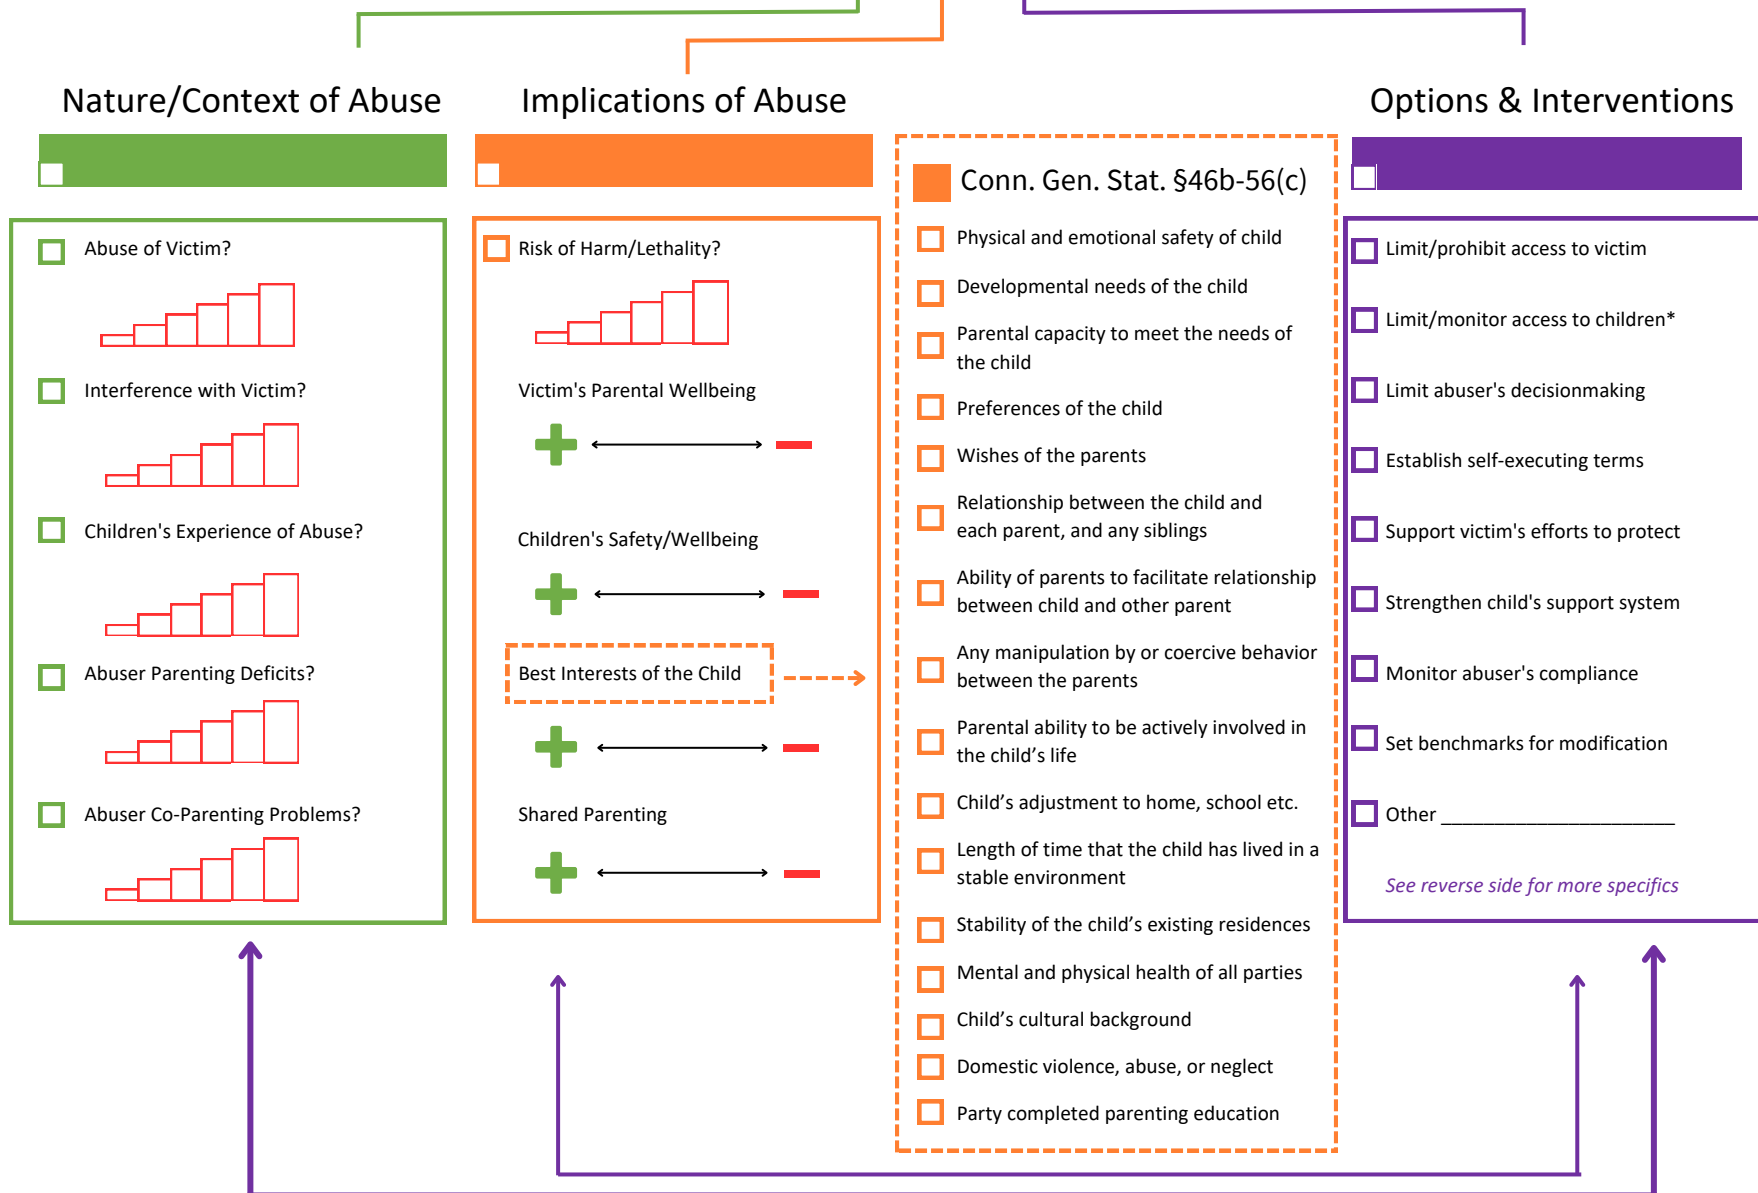 Nature/Context of Abuse
Implications of Abuse
Options & Interventions
Abuse of Victim?
Interference with Victim?
Children's Experience of Abuse?
Abuser Parenting Deficits?
Abuser Co-Parenting Problems?
Risk of Harm/Lethality?
Victim's Parental Wellbeing
Children's Safety/Wellbeing
Best Interests of the Child
Shared Parenting
Conn. Gen. Stat. §46b-56(c)
Physical and emotional safety of child
Developmental needs of the child
Parental capacity to meet the needs of
the child
Preferences of the child
Wishes of the parents
Relationship between the child and
each parent, and any siblings
Ability of parents to facilitate relationship
between child and other parent
Any manipulation by or coercive behavior
between the parents
Parental ability to be actively involved in
the child’s life
Child’s adjustment to home, school etc.
Length of time that the child has lived in a
stable environment
Stability of the child’s existing residences
Mental and physical health of all parties
Child’s cultural background
Domestic violence, abuse, or neglect
Party completed parenting education
Limit/prohibit access to victim
Limit/monitor access to children*
Limit abuser's decisionmaking
Establish self-executing terms
Support victim's efforts to protect
Strengthen child's support system
Monitor abuser's compliance
Set benchmarks for modification
Other ______________________
See reverse side for more specifics